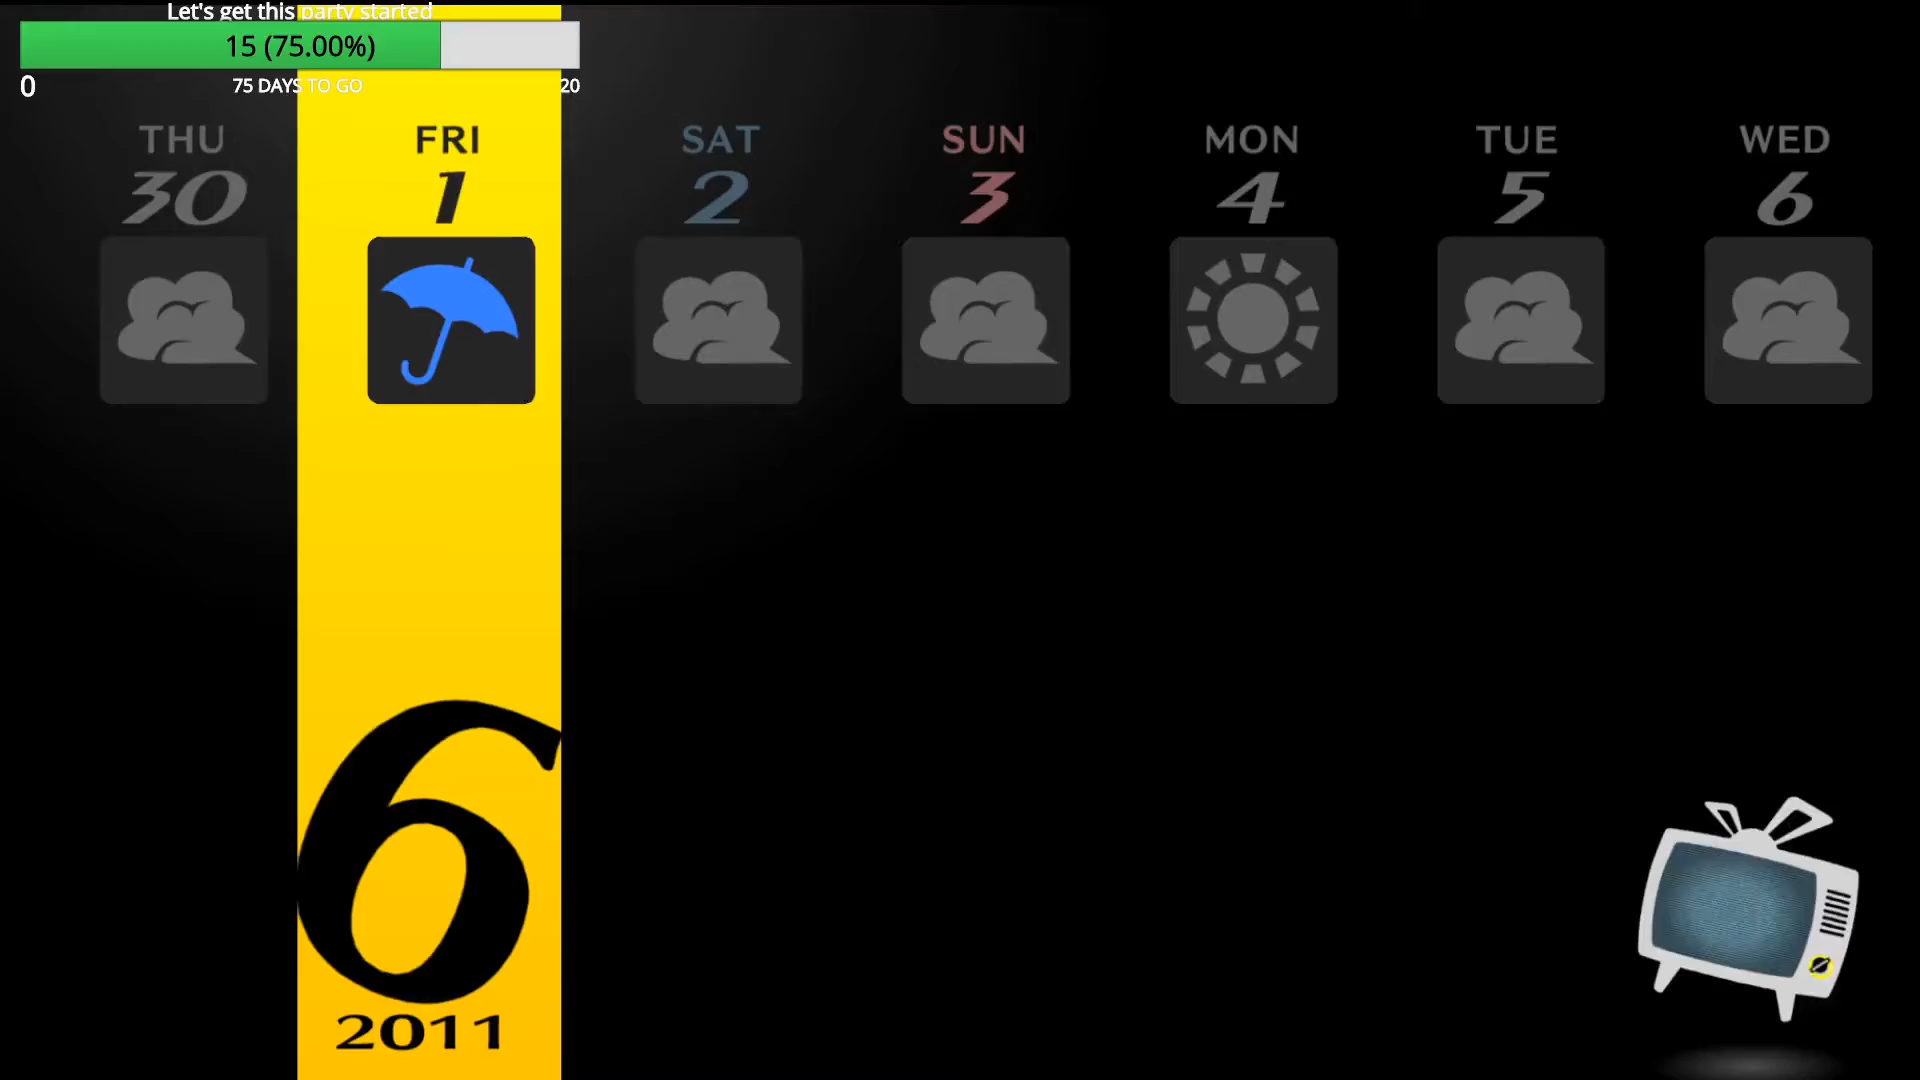 Let's get this party started
15 (75.00%)
0 75 DAYS TO GO 20
THU FRI SAT SUN MON TUE WED
30 1 2 3 4 5 6
6
2011